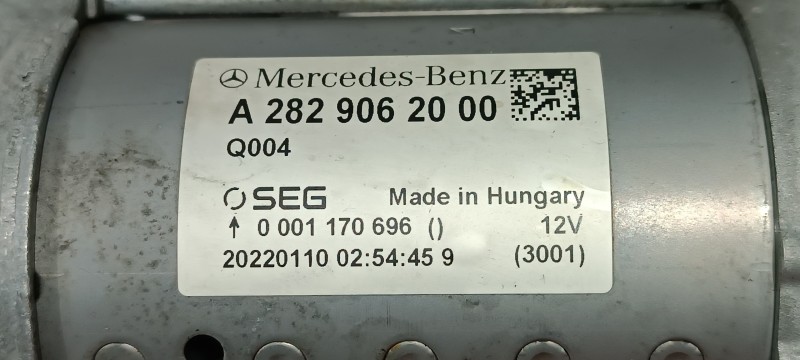 Mercedes-Benz
A 282 906 20 00
Q004
SEG Made in Hungary
0 001 170 696 () 12V
20220110 02:54:45 9 (3001)